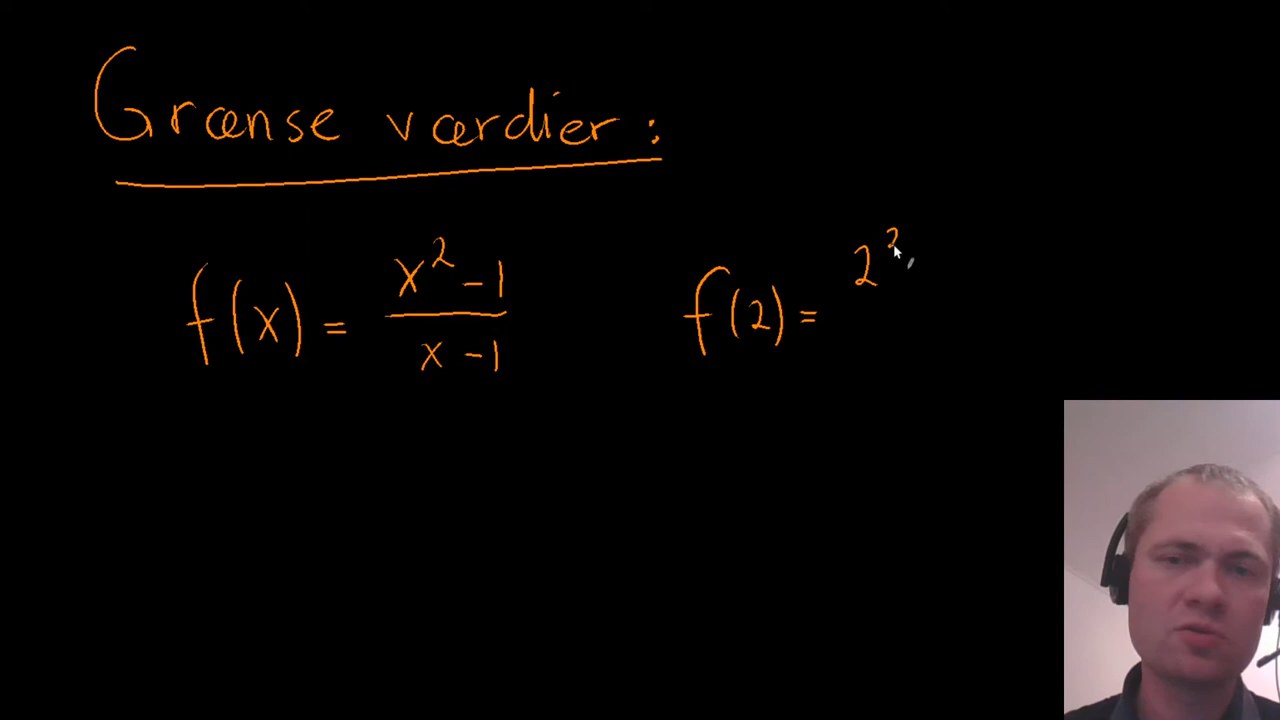 Grænse værdier:
f(x) = x² - 1 / x - 1
f(2) = 2²